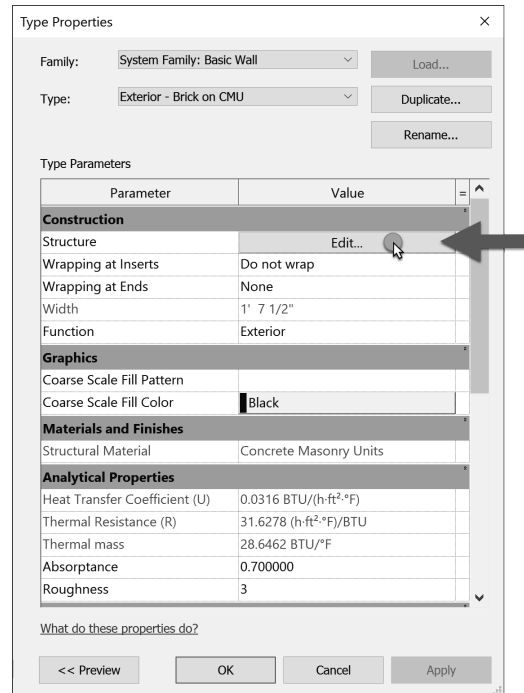 Type Properties
Family: System Family: Basic Wall Load...
Type: Exterior - Brick on CMU Duplicate...
Rename...
Type Parameters
Parameter Value =
Construction
Structure Edit...
Wrapping at Inserts Do not wrap
Wrapping at Ends None
Width 1' 7 1/2"
Function Exterior
Graphics
Coarse Scale Fill Pattern
Coarse Scale Fill Color Black
Materials and Finishes
Structural Material Concrete Masonry Units
Analytical Properties
Heat Transfer Coefficient (U) 0.0316 BTU/(h·ft²·°F)
Thermal Resistance (R) 31.6278 (h·ft²·°F)/BTU
Thermal mass 28.6462 BTU/°F
Absorptance 0.700000
Roughness 3
What do these properties do?
<< Preview OK Cancel Apply